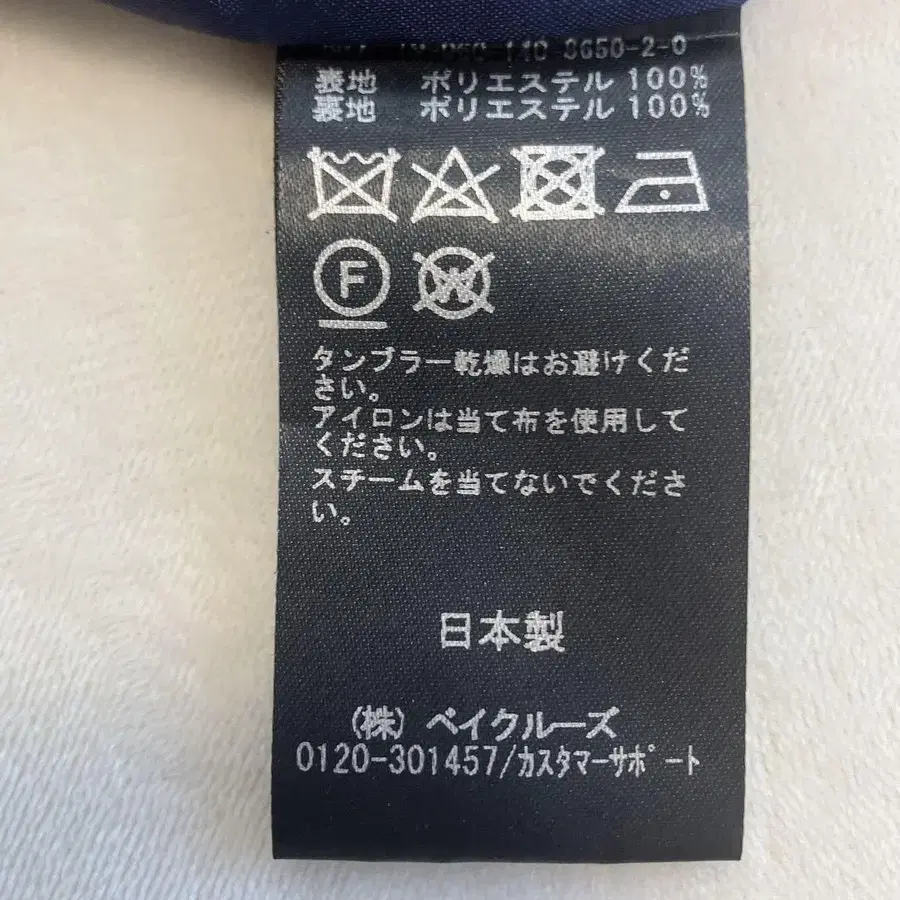 3650-2-0
表地 ポリエステル 100%
裏地 ポリエステル 100%
F W
タンブラー乾燥はお避けくだ
さい。
アイロンは当て布を使用して
ください。
スチームを当てないでくださ
い。
日本製
(株) ベイクルーズ
0120-301457/カスタマーサポート